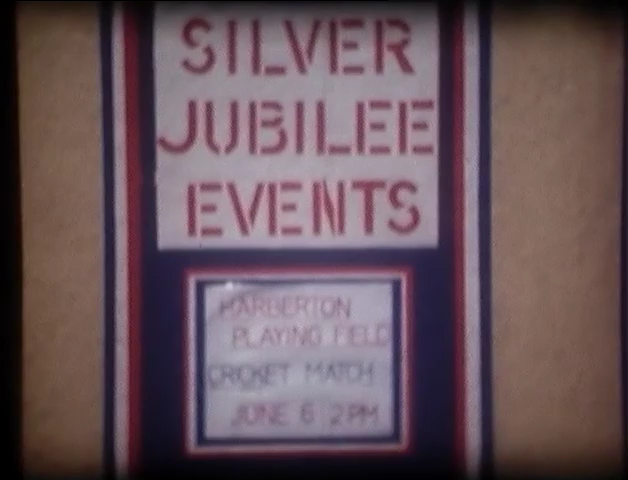 SILVER
JUBILEE
EVENTS
HARBERTON
PLAYING FIELD
CRICKET MATCH
JUNE 6 2PM